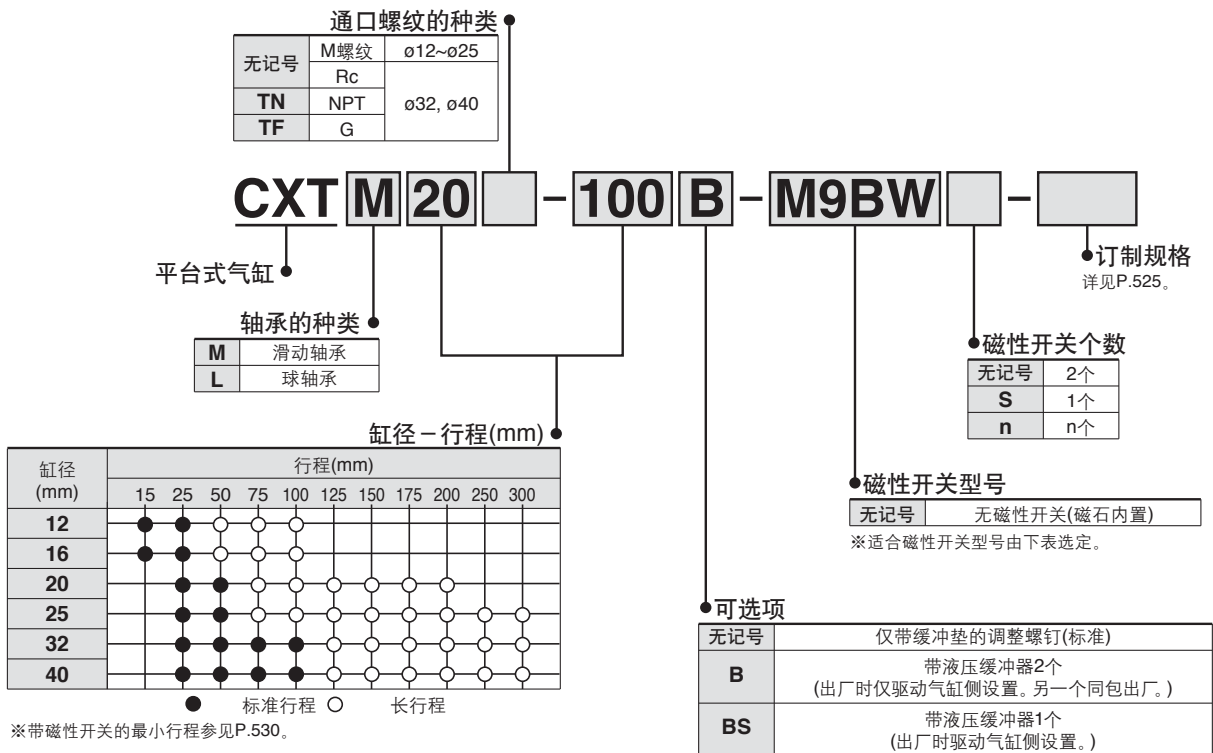 通口螺纹的种类
无记号 M螺纹 ø12~ø25
Rc ø32, ø40
TN NPT
TF G
CXT M 20 - 100 B - M9BW -
平台式气缸
订制规格
详见P.525。
轴承的种类
M 滑动轴承
L 球轴承
磁性开关个数
无记号 2个
S 1个
n n个
缸径－行程(mm)
缸径
(mm)
行程(mm)
15 25 50 75 100 125 150 175 200 250 300
12
16
20
25
32
40
● 标准行程 ○ 长行程
※带磁性开关的最小行程参见P.530。
磁性开关型号
无记号 无磁性开关(磁石内置)
※适合磁性开关型号由下表选定。
可选项
无记号 仅带缓冲垫的调整螺钉(标准)
B 带液压缓冲器2个
(出厂时仅驱动气缸侧设置。另一个同包出厂。)
BS 带液压缓冲器1个
(出厂时驱动气缸侧设置。)